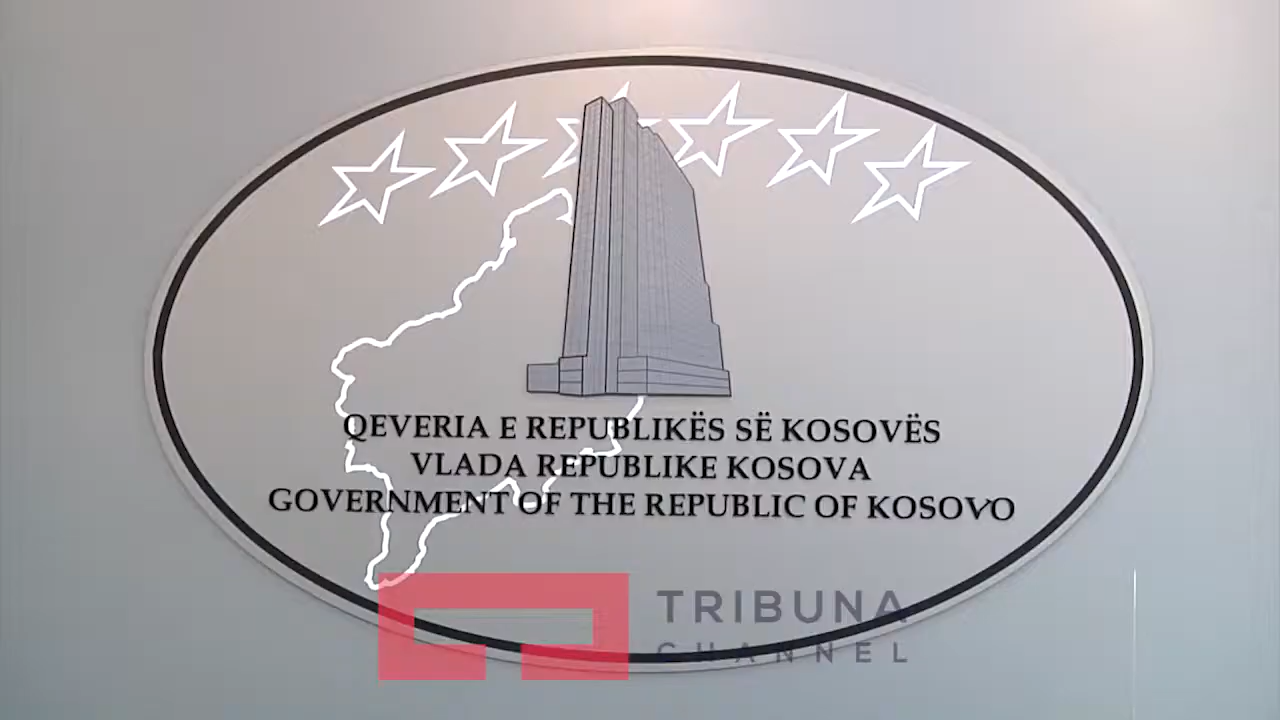 QEVERIA E REPUBLIKËS SË KOSOVËS
VLADA REPUBLIKE KOSOVA
GOVERNMENT OF THE REPUBLIC OF KOSOVO
TRIBUNA
CHANNEL